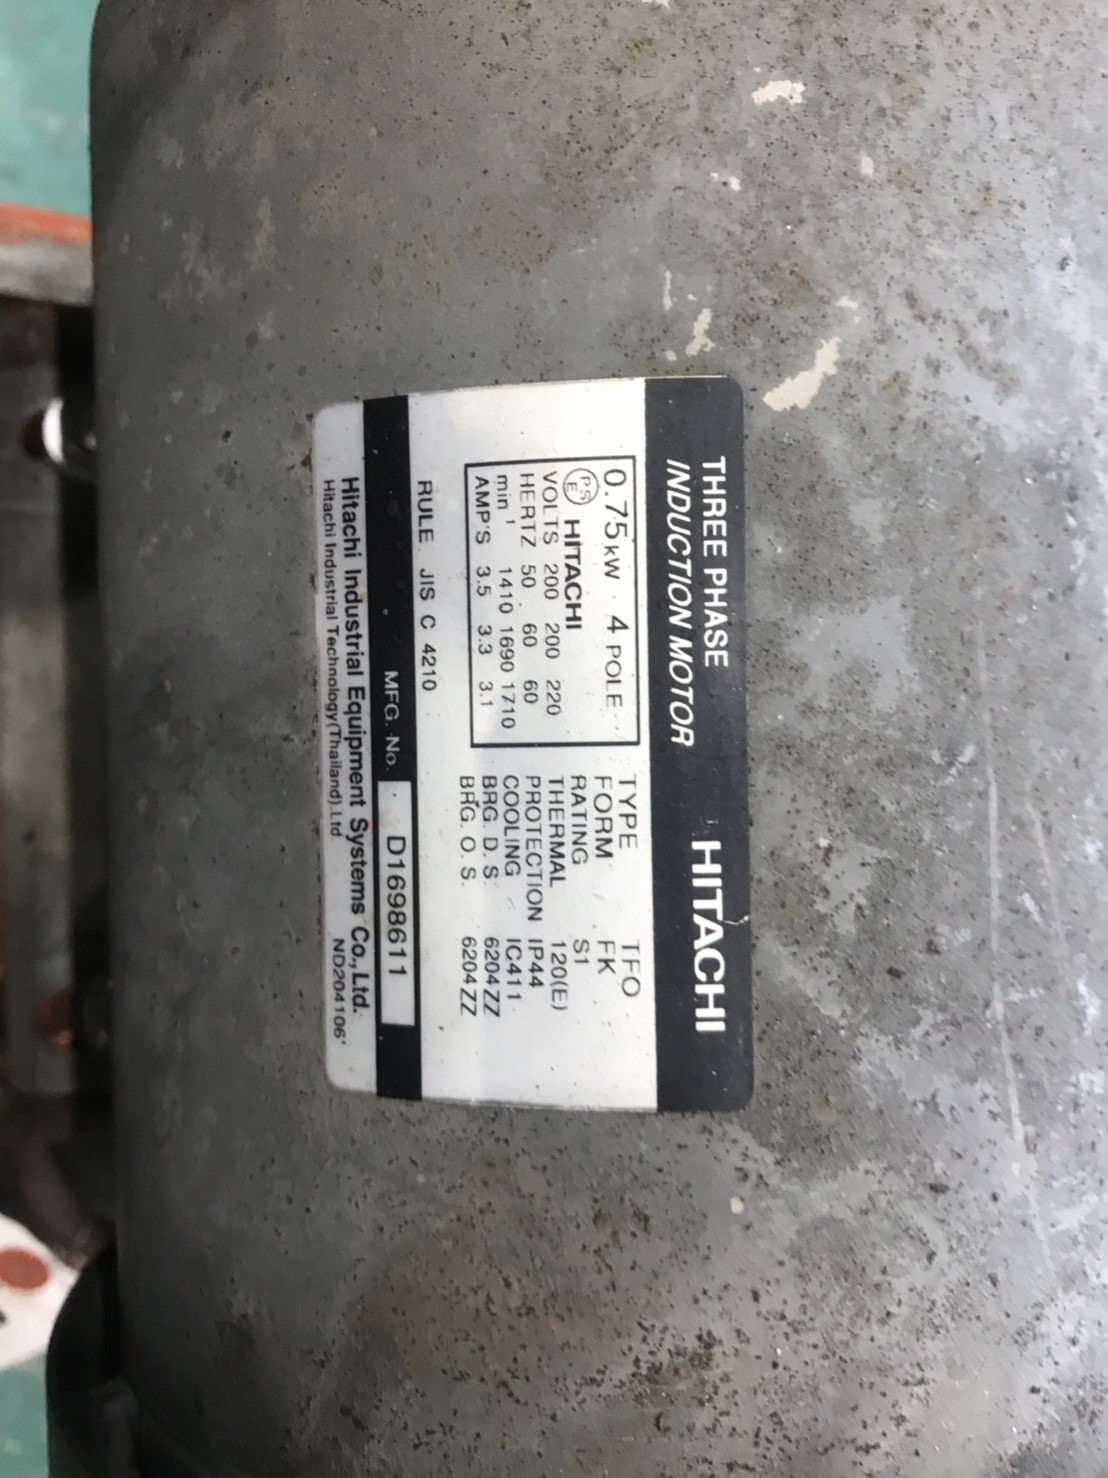 THREE PHASE
INDUCTION MOTOR
HITACHI
0.75 kW 4 POLE
PS E HITACHI
VOLTS 200 200 220
HERTZ 50 60 60
min⁻¹ 1410 1690 1710
AMP'S 3.5 3.3 3.1
RULE JIS C 4210
TYPE TFO
FORM FK
RATING S1
THERMAL 120(E)
PROTECTION IP44
COOLING IC411
BRG. D. S. 6204ZZ
BRG. O. S. 6204ZZ
MFG. No. D1698611
Hitachi Industrial Equipment Systems Co., Ltd.
Hitachi Industrial Technology(Thailand).Ltd
ND204106